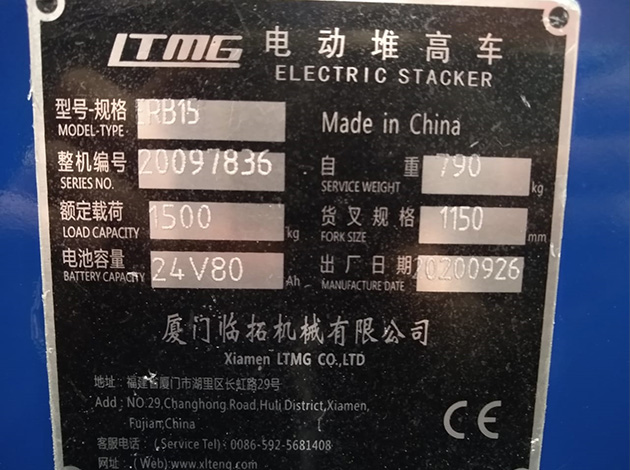 LTMG 电动堆高车
ELECTRIC STACKER
型号-规格 ERB15 Made in China
MODEL-TYPE
整机编号 20097836 自重 790 kg
SERIES NO. SERVICE WEIGHT
额定载荷 1500 kg 货叉规格 1150 mm
LOAD CAPACITY FORK SIZE
电池容量 24V80 Ah 出厂日期 20200926
BATTERY CAPACITY MANUFACTURE DATE
厦门临拓机械有限公司
Xiamen LTMG CO.,LTD
地址: 福建省厦门市湖里区长虹路29号
Add : NO.29,Changhong.Road,Huli District,Xiamen,
Fujian,China
CE
客服电话 : ( Service Tel) : 0086-592-5681408
网址 : ( Web):www.xlteng.com